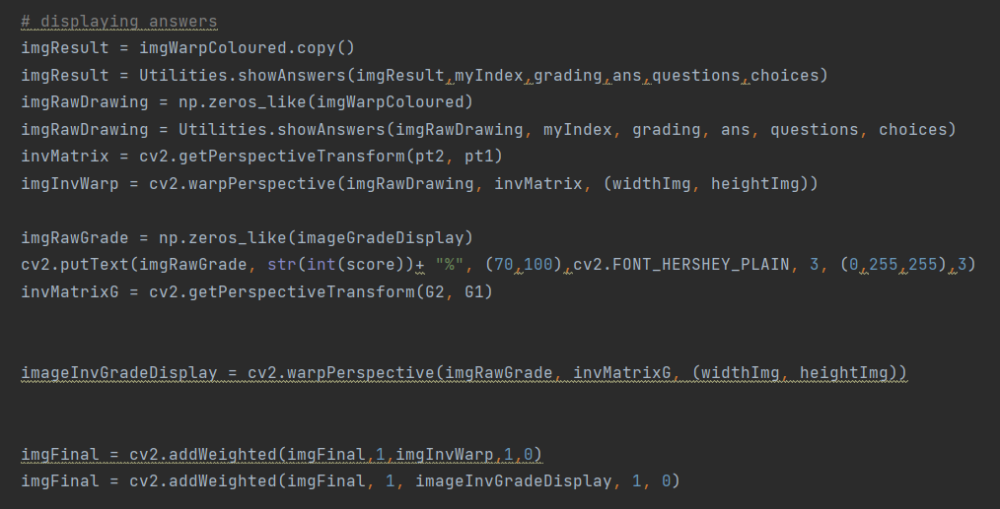 # displaying answers
imgResult = imgWarpColoured.copy()
imgResult = Utilities.showAnswers(imgResult,myIndex,grading,ans,questions,choices)
imgRawDrawing = np.zeros_like(imgWarpColoured)
imgRawDrawing = Utilities.showAnswers(imgRawDrawing, myIndex, grading, ans, questions, choices)
invMatrix = cv2.getPerspectiveTransform(pt2, pt1)
imgInvWarp = cv2.warpPerspective(imgRawDrawing, invMatrix, (widthImg, heightImg))
imgRawGrade = np.zeros_like(imageGradeDisplay)
cv2.putText(imgRawGrade, str(int(score))+ "%", (70,100),cv2.FONT_HERSHEY_PLAIN, 3, (0,255,255),3)
invMatrixG = cv2.getPerspectiveTransform(G2, G1)
imageInvGradeDisplay = cv2.warpPerspective(imgRawGrade, invMatrixG, (widthImg, heightImg))
imgFinal = cv2.addWeighted(imgFinal,1,imgInvWarp,1,0)
imgFinal = cv2.addWeighted(imgFinal, 1, imageInvGradeDisplay, 1, 0)